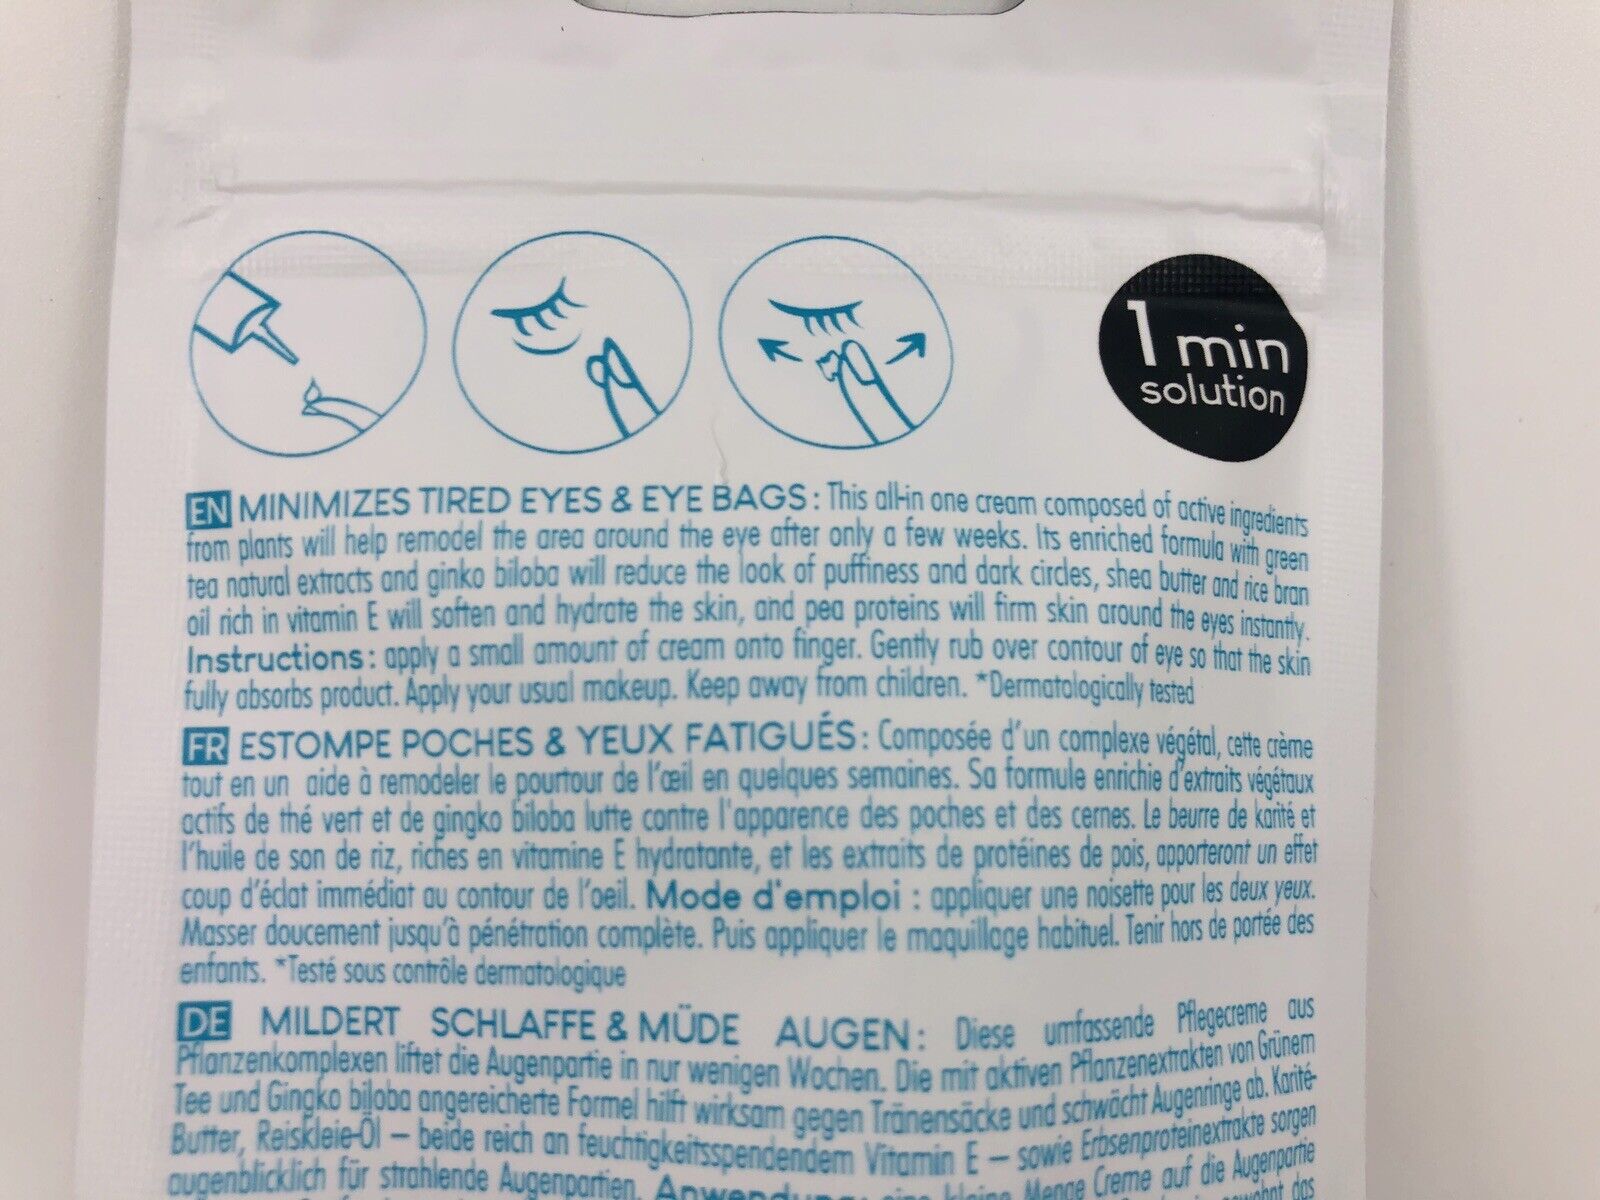 1 min
solution
EN MINIMIZES TIRED EYES & EYE BAGS: This all-in one cream composed of active ingredients
from plants will help remodel the area around the eye after only a few weeks. Its enriched formula with green
tea natural extracts and ginko biloba will reduce the look of puffiness and dark circles, shea butter and rice bran
oil rich in vitamin E will soften and hydrate the skin, and pea proteins will firm skin around the eyes instantly.
Instructions: apply a small amount of cream onto finger. Gently rub over contour of eye so that the skin
fully absorbs product. Apply your usual makeup. Keep away from children. *Dermatologically tested
FR ESTOMPE POCHES & YEUX FATIGUÉS: Composée d'un complexe végétal, cette crème
tout en un aide à remodeler le pourtour de l'œil en quelques semaines. Sa formule enrichie d'extraits végétaux
actifs de thé vert et de gingko biloba lutte contre l'apparence des poches et des cernes. Le beurre de karité et
l'huile de son de riz, riches en vitamine E hydratante, et les extraits de protéines de pois, apporteront un effet
coup d'éclat immédiat au contour de l'oeil. Mode d'emploi : appliquer une noisette pour les deux yeux.
Masser doucement jusqu'à pénétration complète. Puis appliquer le maquillage habituel. Tenir hors de portée des
enfants. *Testé sous contrôle dermatologique
DE MILDERT SCHLAFFE & MÜDE AUGEN: Diese umfassende Pflegecreme aus
Pflanzenkomplexen liftet die Augenpartie in nur wenigen Wochen. Die mit aktiven Pflanzenextrakten von Grünem
Tee und Gingko biloba angereicherte Formel hilft wirksam gegen Tränensäcke und schwächt Augenringe ab. Karité-
Butter, Reiskleie-Öl – beide reich an feuchtigkeitsspendendem Vitamin E – sowie Erbsenproteinextrakte sorgen
augenblicklich für strahlende Augenpartien. Anwendung: eine kleine Menge Creme auf die Augenpartie
das